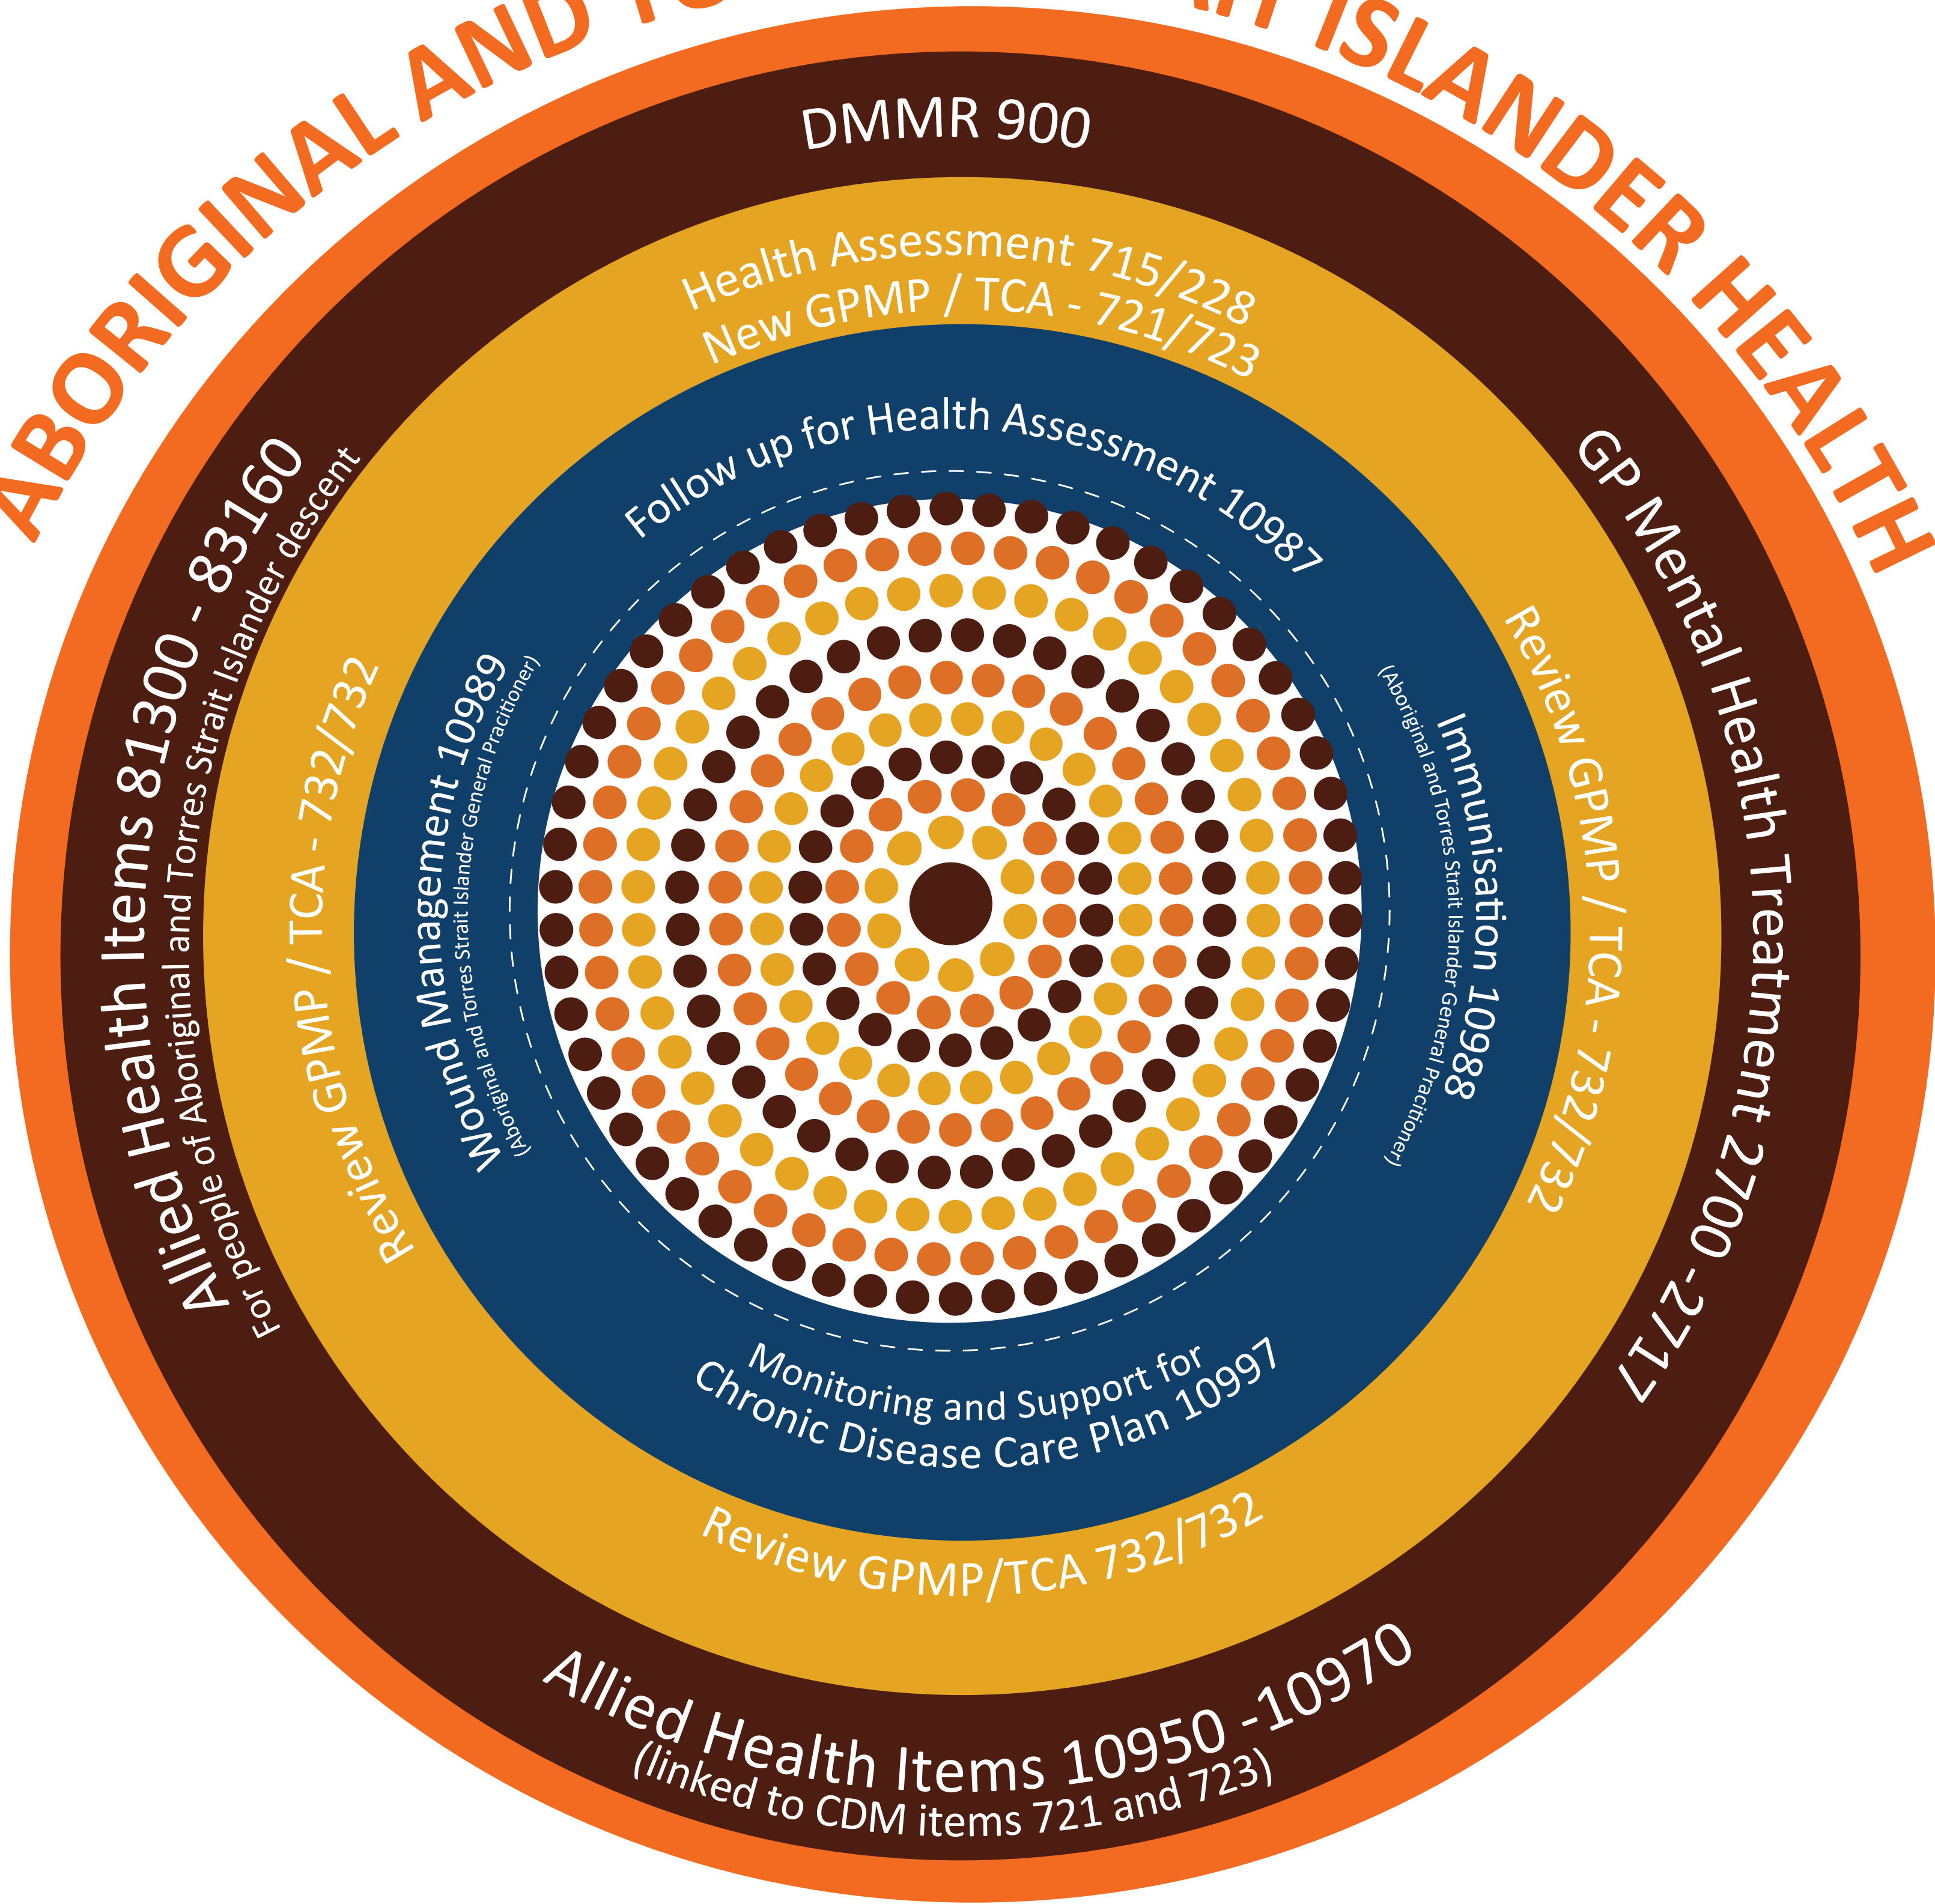 ABORIGINAL AND ISLANDER HEALTH
DMMR 900
GP Mental Health Treatment 2700-2717
Allied Health Items 10950 -10970
(linked to CDM items 721 and 723)
Allied Health Items 81300 - 83160
For people of Aboriginal and Torres Strait Islander descent
Health Assessment 715/228
New GPMP / TCA - 721/723
Review GPMP / TCA - 732/732
Review GPMP/TCA 732/732
Review GPMP / TCA - 732/732
Follow up for Health Assessment 10987
Immunisation 10988
(Aboriginal and Torres Strait Islander General Pracitioner)
Monitoring and Support for
Chronic Disease Care Plan 10997
Wound Management 10989
(Aboriginal and Torres Strait Islander General Pracitioner)